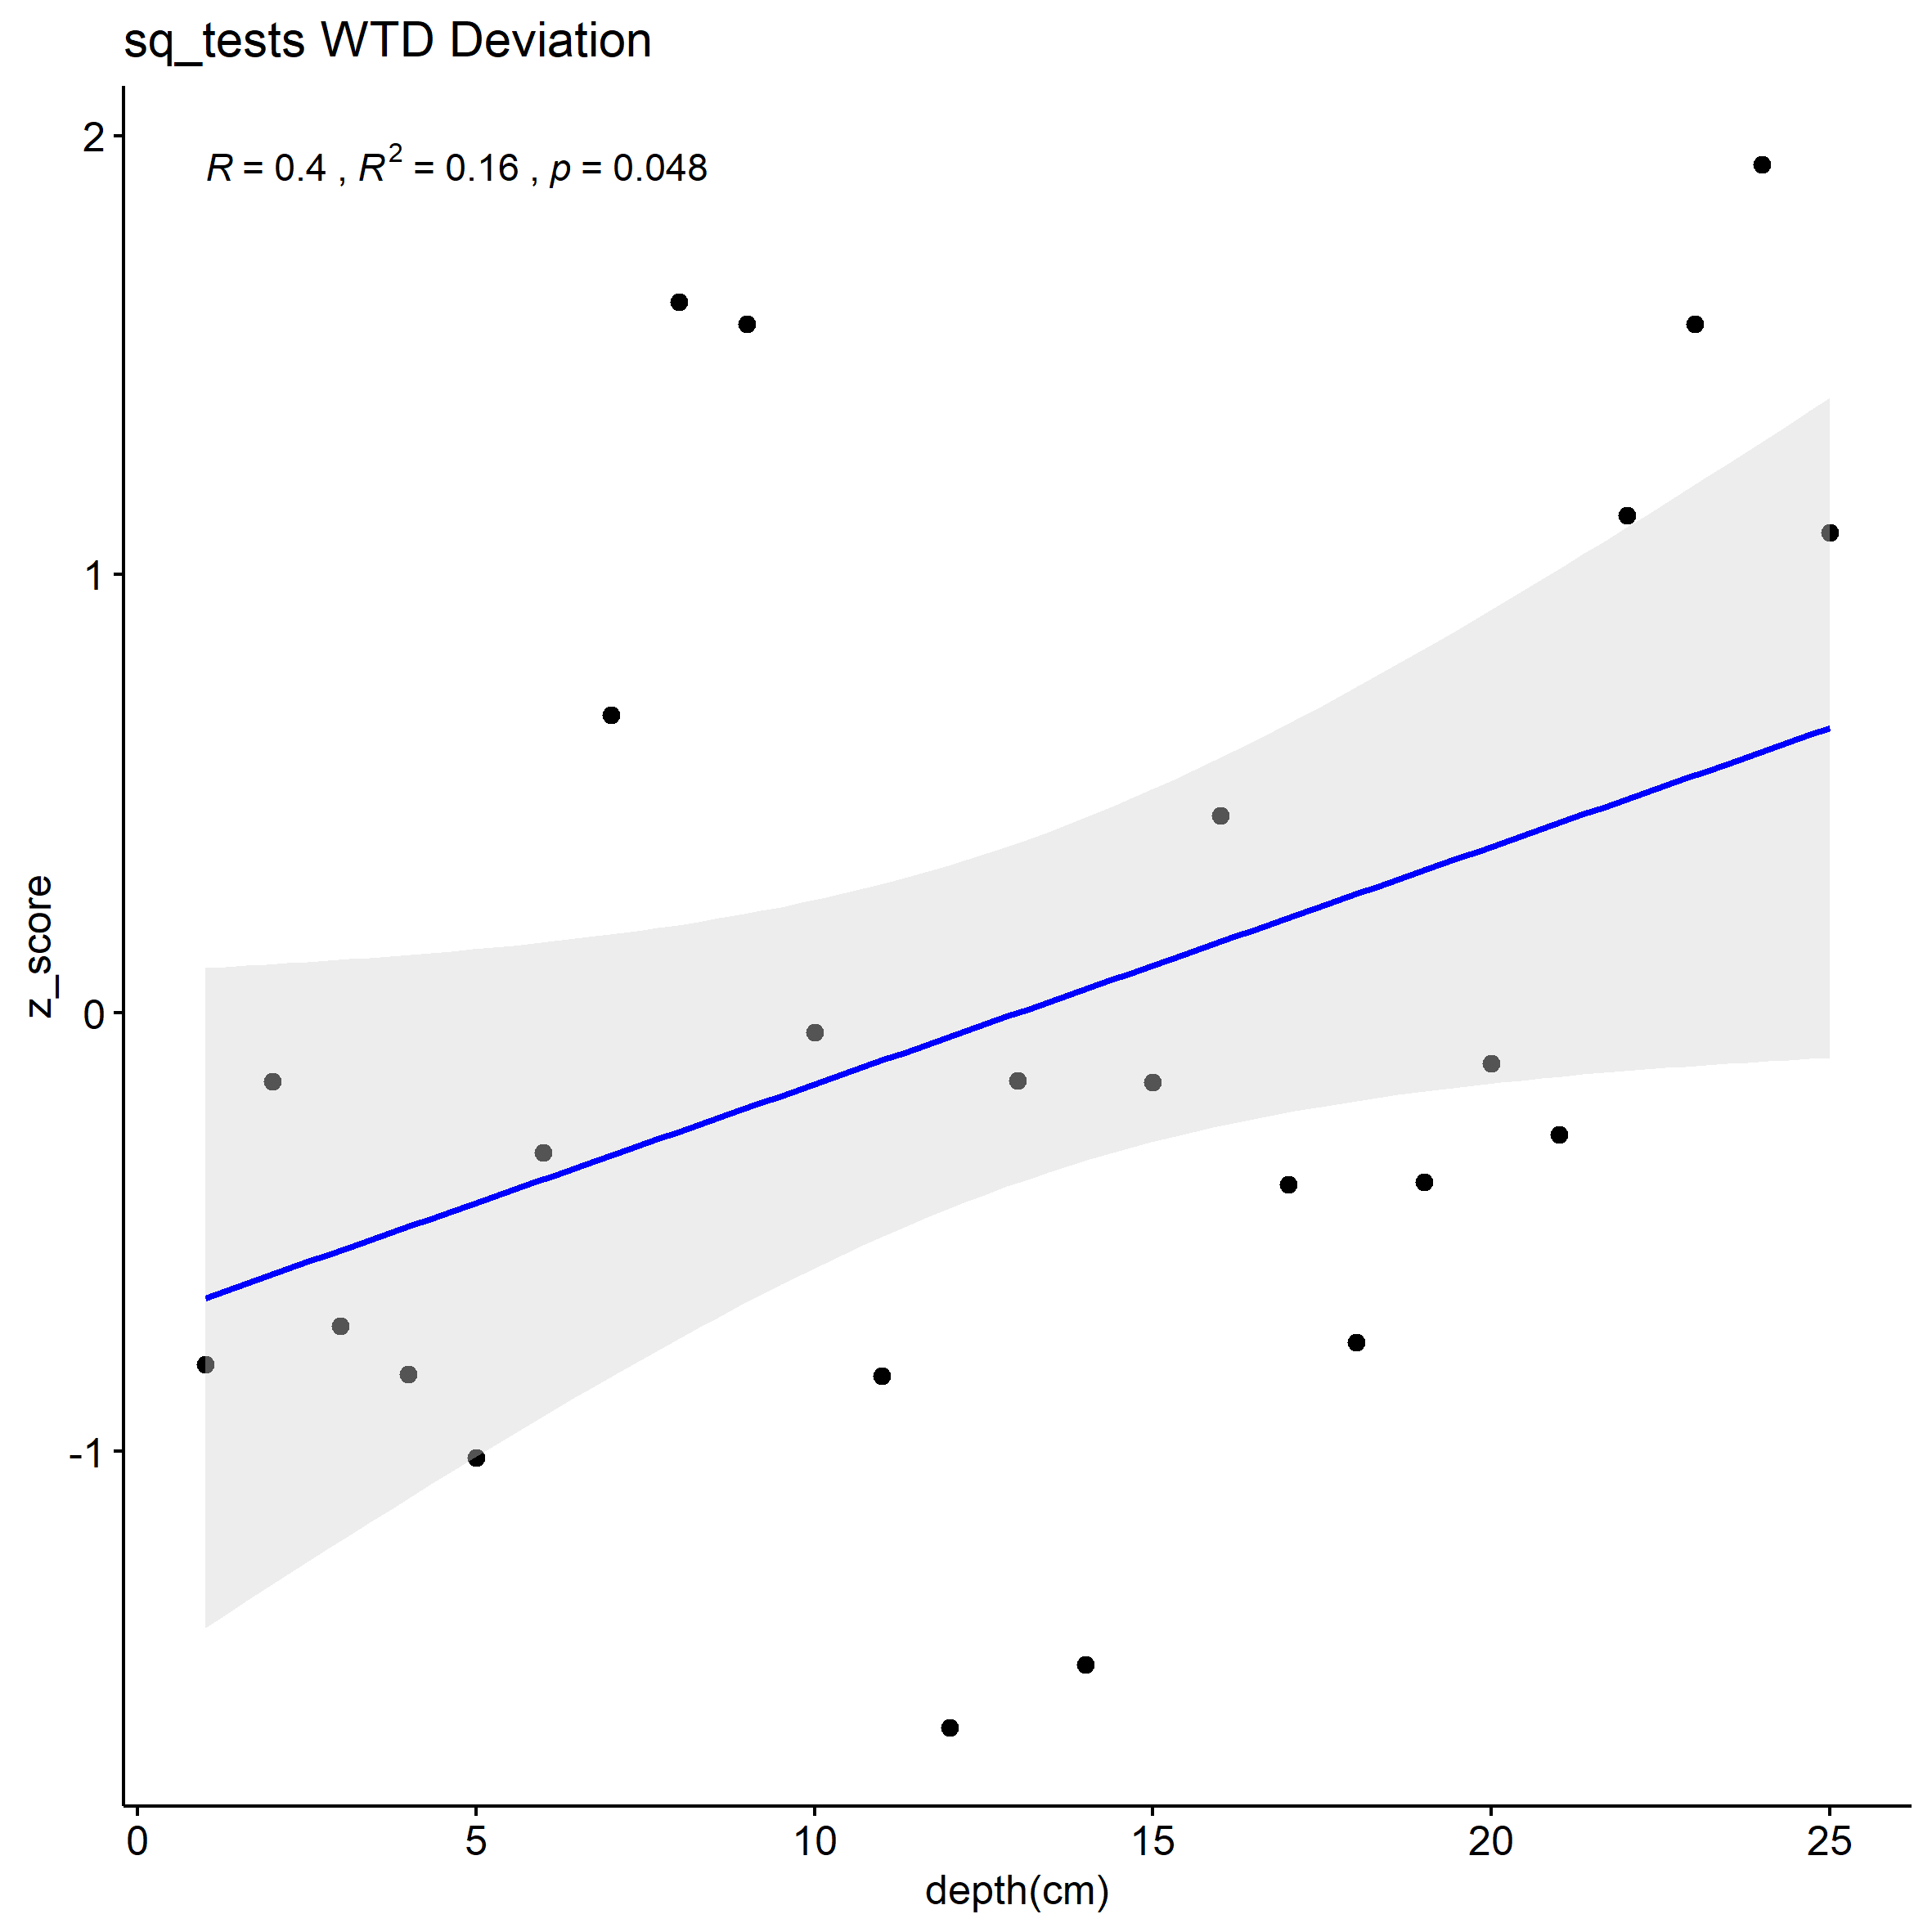 sq_tests WTD Deviation
R = 0.4 , R² = 0.16 , p = 0.048
2
1
0
-1
z_score
0 5 10 15 20 25
depth(cm)